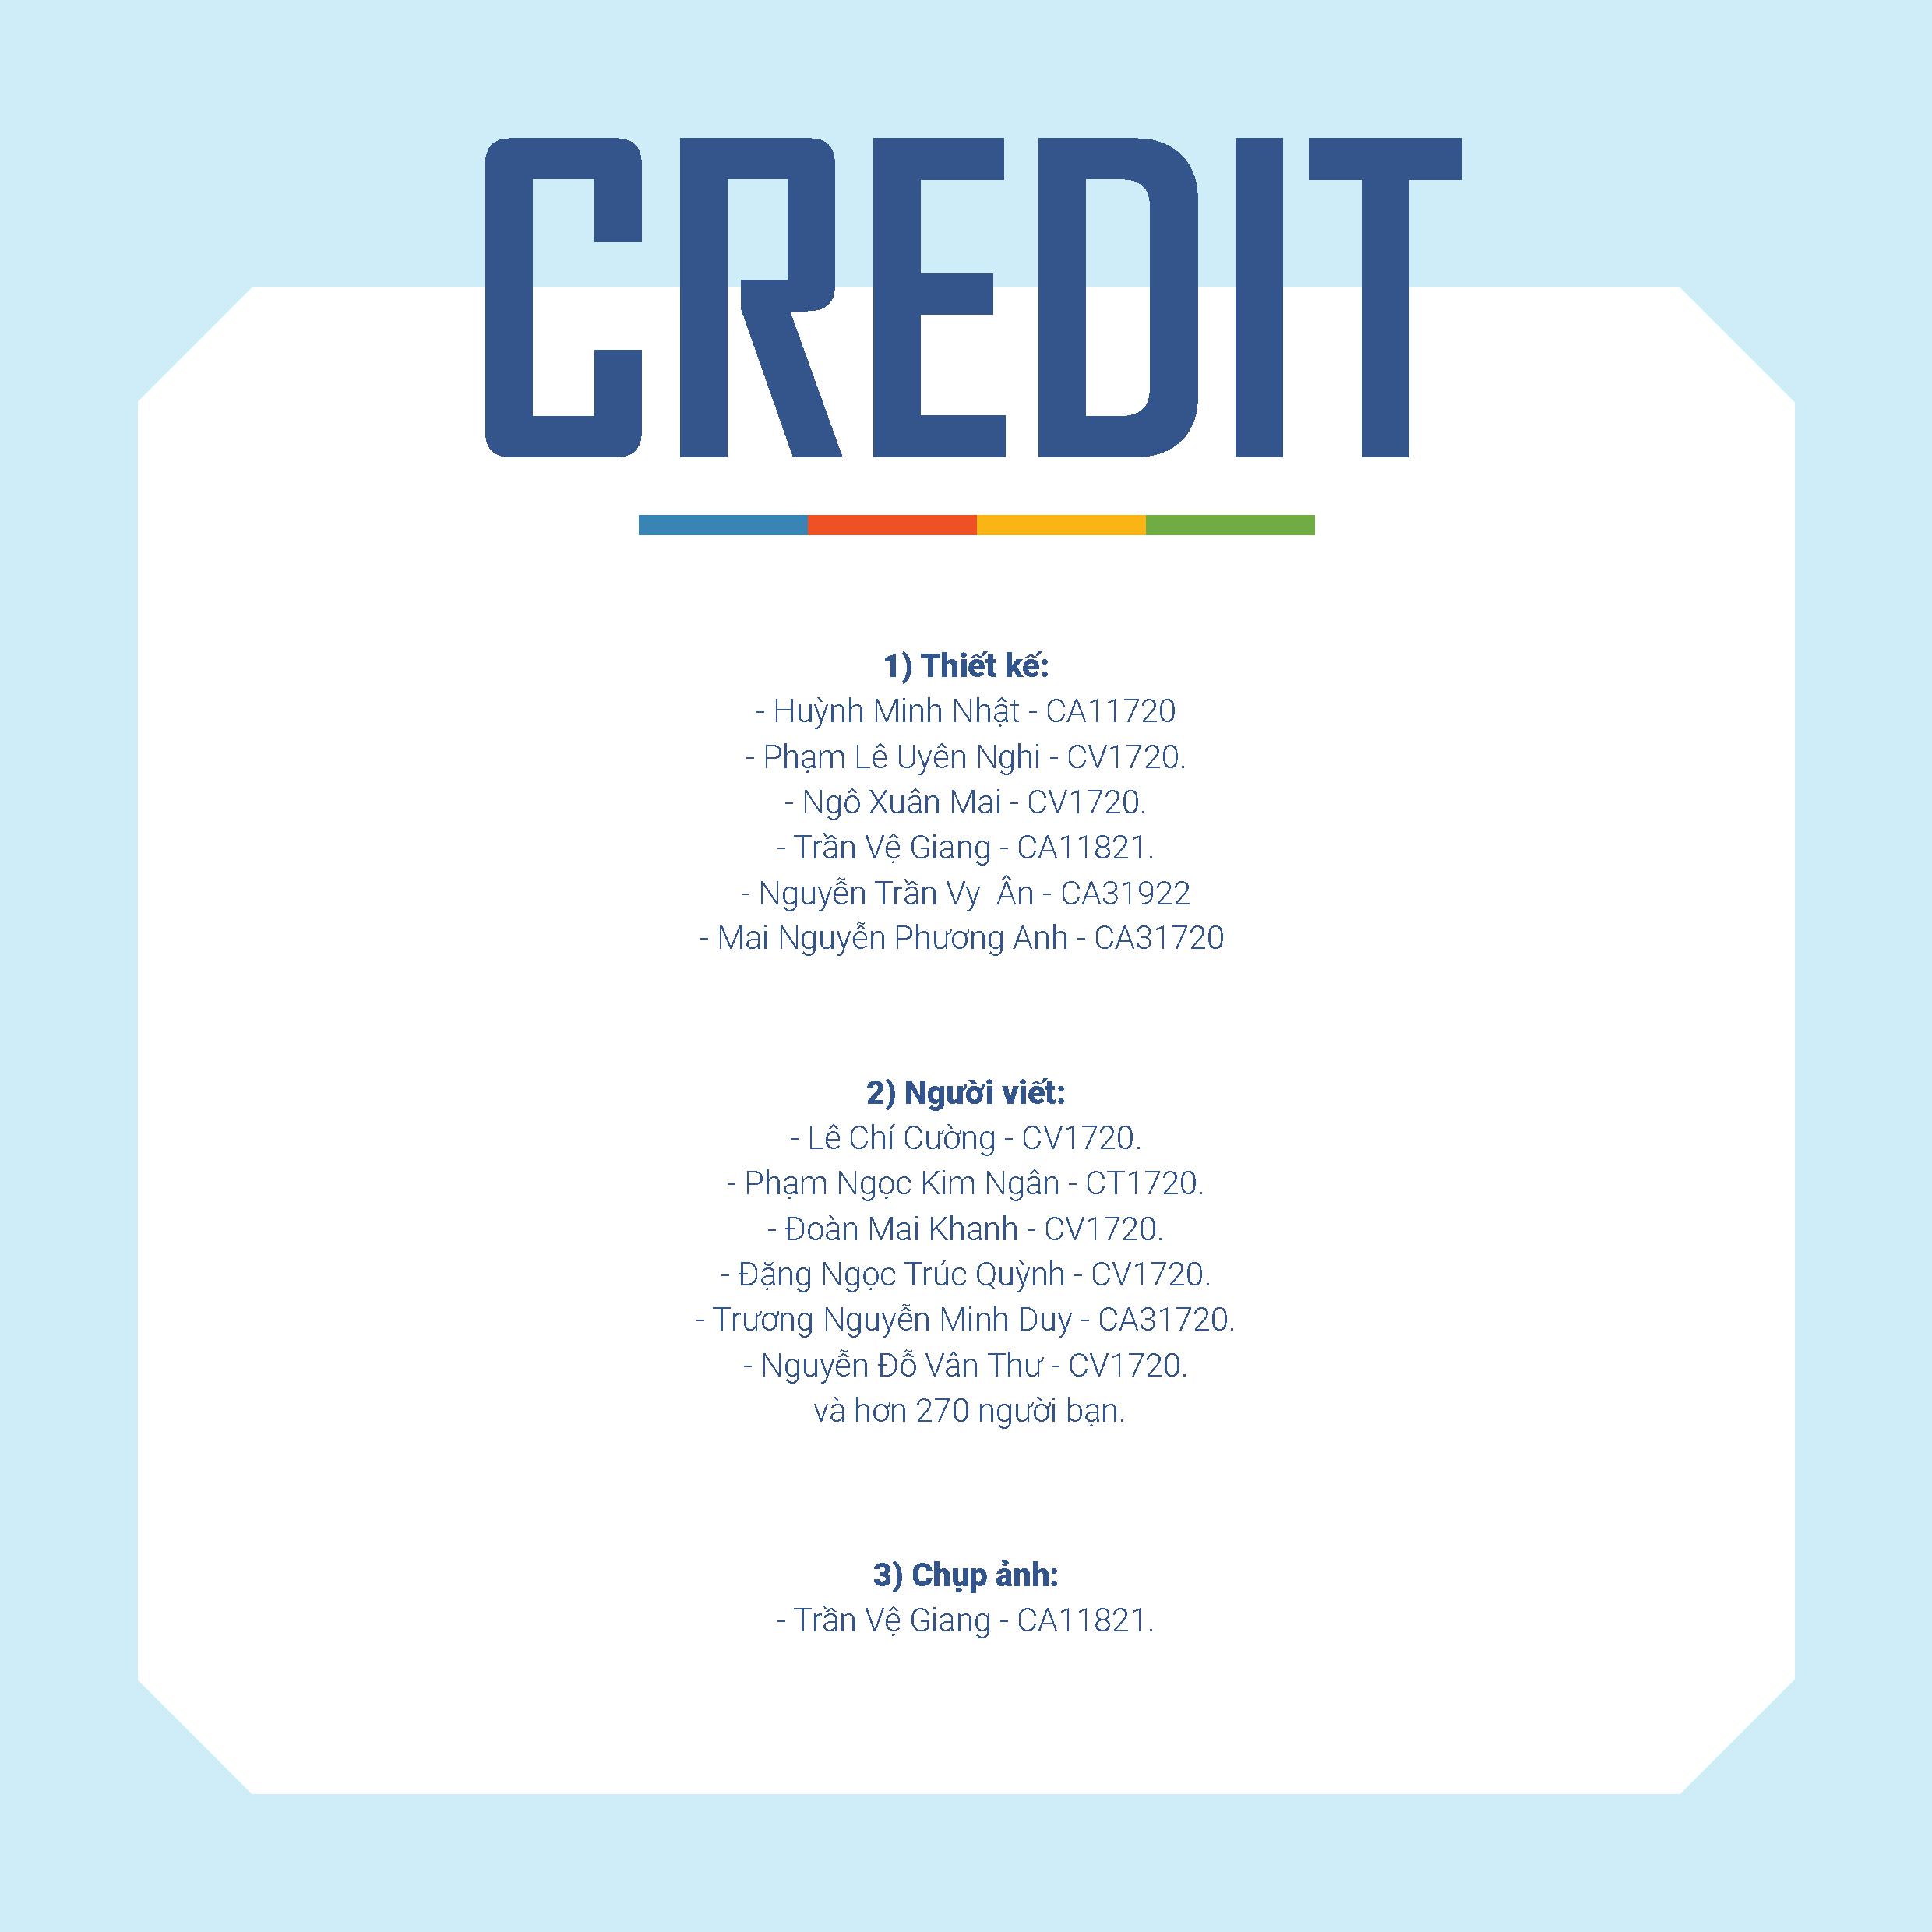 CREDIT
1) Thiết kế:
- Huỳnh Minh Nhật - CA11720
- Phạm Lê Uyên Nghi - CV1720.
- Ngô Xuân Mai - CV1720.
- Trần Vệ Giang - CA11821.
- Nguyễn Trần Vy  Ân - CA31922
- Mai Nguyễn Phương Anh - CA31720
2) Người viết:
- Lê Chí Cường - CV1720.
- Phạm Ngọc Kim Ngân - CT1720.
- Đoàn Mai Khanh - CV1720.
- Đặng Ngọc Trúc Quỳnh - CV1720.
- Trương Nguyễn Minh Duy - CA31720.
- Nguyễn Đỗ Vân Thư - CV1720.
và hơn 270 người bạn.
3) Chụp ảnh:
- Trần Vệ Giang - CA11821.